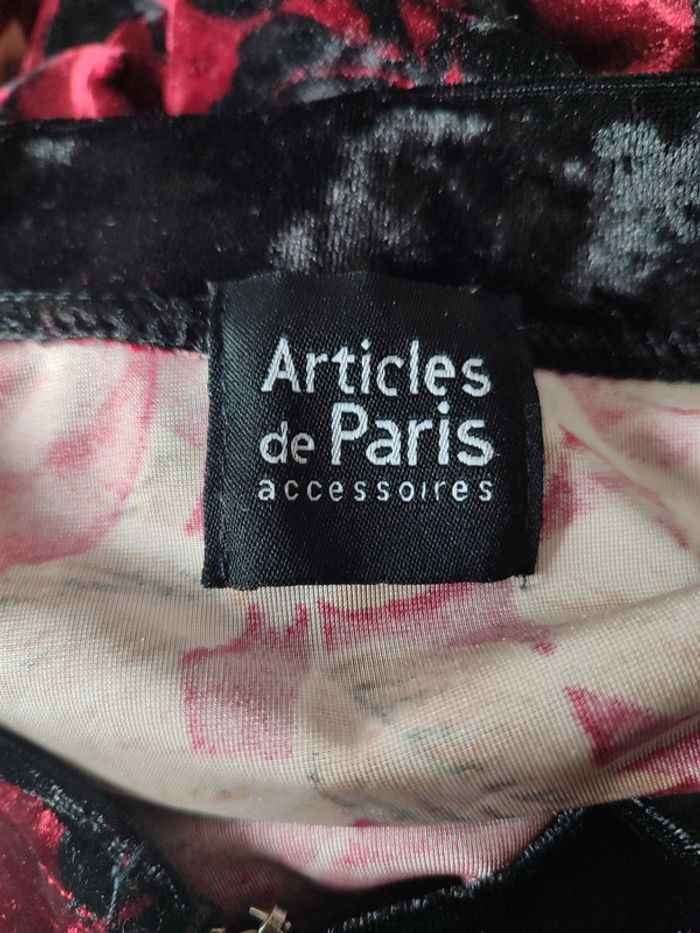 Articles
de Paris
accessoires